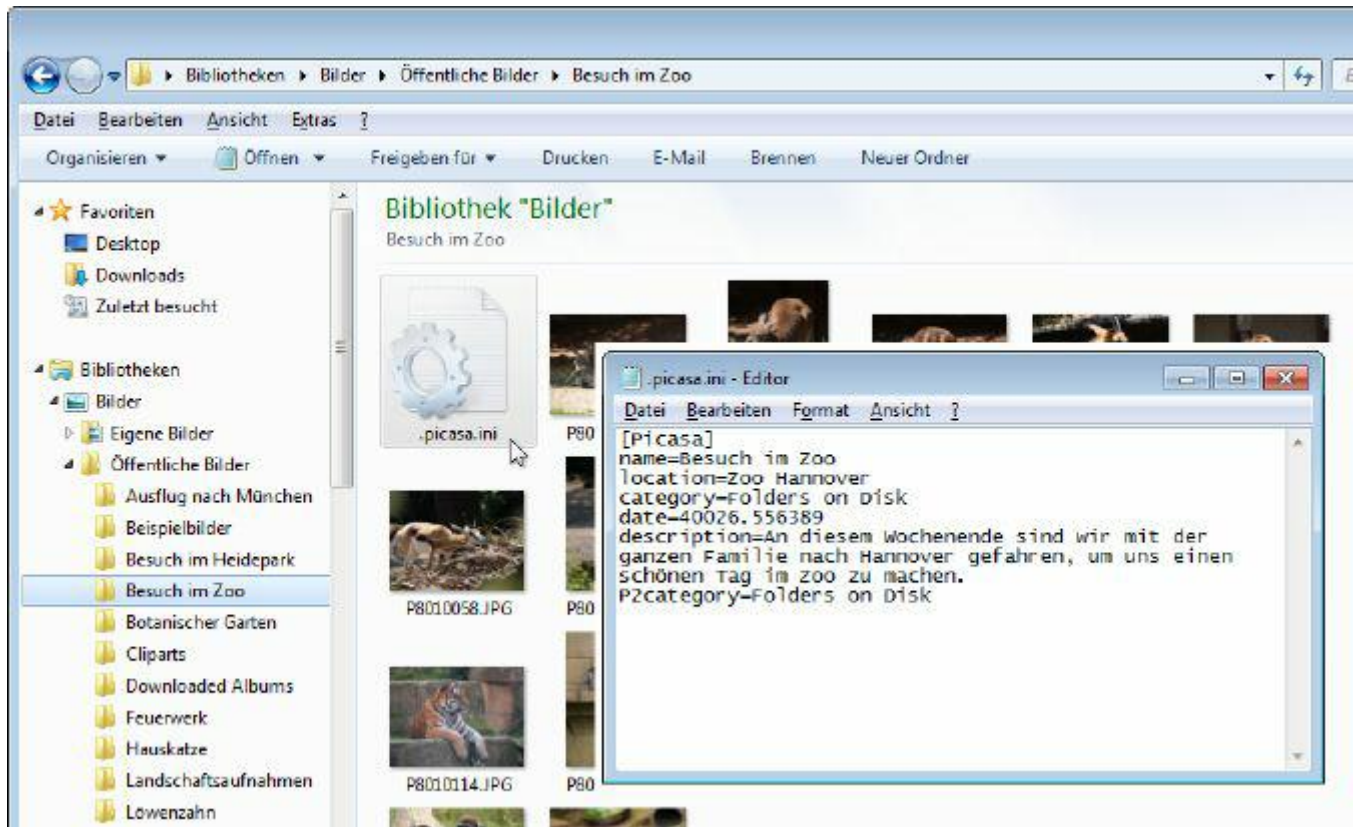 Bibliotheken ▸ Bilder ▸ Öffentliche Bilder ▸ Besuch im Zoo
Datei Bearbeiten Ansicht Extras ?
Organisieren Öffnen Freigeben für Drucken E-Mail Brennen Neuer Ordner
Favoriten
Desktop
Downloads
Zuletzt besucht
Bibliotheken
Bilder
Eigene Bilder
Öffentliche Bilder
Ausflug nach München
Beispielbilder
Besuch im Heidepark
Besuch im Zoo
Botanischer Garten
Cliparts
Downloaded Albums
Feuerwerk
Hauskatze
Landschaftsaufnahmen
Löwenzahn
Bibliothek "Bilder"
Besuch im Zoo
.picasa.ini
P80
P8010058.JPG
P80
P8010114.JPG
P80
.picasa.ini - Editor
Datei Bearbeiten Format Ansicht ?
[Picasa]
name=Besuch im Zoo
location=Zoo Hannover
category=Folders on Disk
date=40026.556389
description=An diesem Wochenende sind wir mit der
ganzen Familie nach Hannover gefahren, um uns einen
schönen Tag im Zoo zu machen.
P2category=Folders on Disk